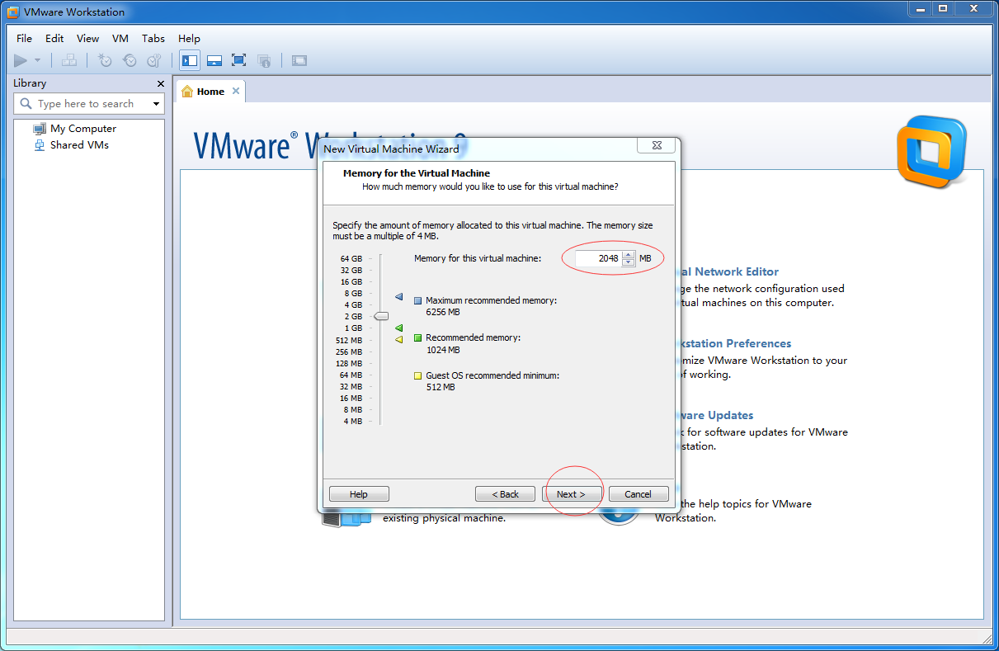 VMware Workstation
File Edit View VM Tabs Help
Library
Type here to search
My Computer
Shared VMs
Home
VMware® Workstation 9
New Virtual Machine Wizard
Memory for the Virtual Machine
How much memory would you like to use for this virtual machine?
Specify the amount of memory allocated to this virtual machine. The memory size
must be a multiple of 4 MB.
Memory for this virtual machine: 2048 MB
64 GB
32 GB
16 GB
8 GB
4 GB
2 GB
1 GB
512 MB
256 MB
128 MB
64 MB
32 MB
16 MB
8 MB
4 MB
Maximum recommended memory:
6256 MB
Recommended memory:
1024 MB
Guest OS recommended minimum:
512 MB
Help < Back Next > Cancel
al Network Editor
ge the network configuration used
tual machines on this computer.
kstation Preferences
mize VMware Workstation to your
of working.
ware Updates
k for software updates for VMware
station.
the help topics for VMware
Workstation.
existing physical machine.